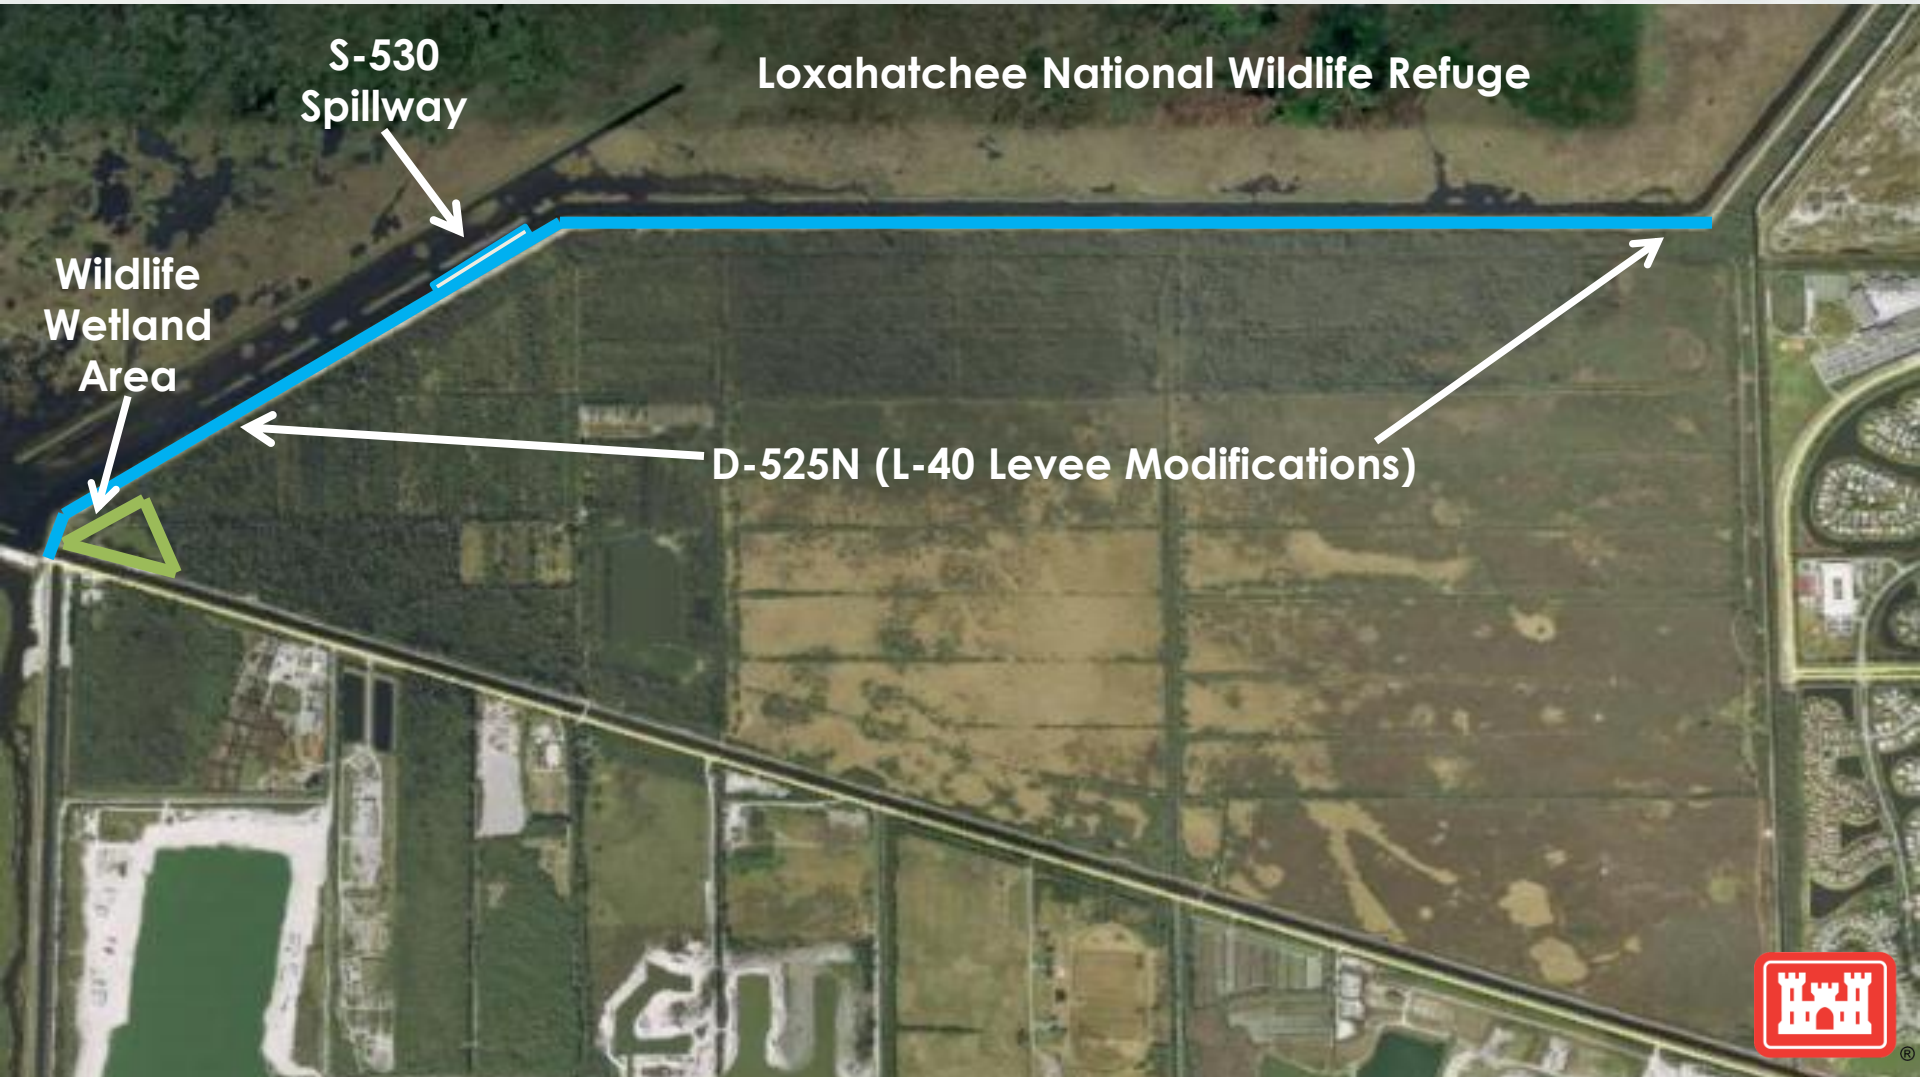 S-530
Spillway
Loxahatchee National Wildlife Refuge
Wildlife
Wetland
Area
D-525N (L-40 Levee Modifications)
®